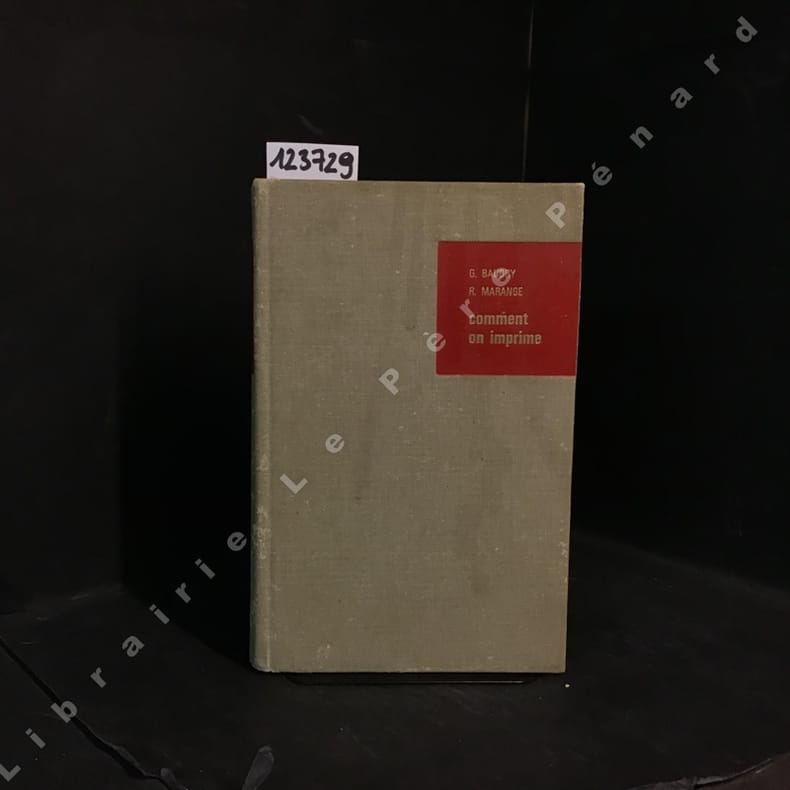 123729
G. BAUDRY
R. MARANGE
comment
on imprime
Librairie Le Père Pénard